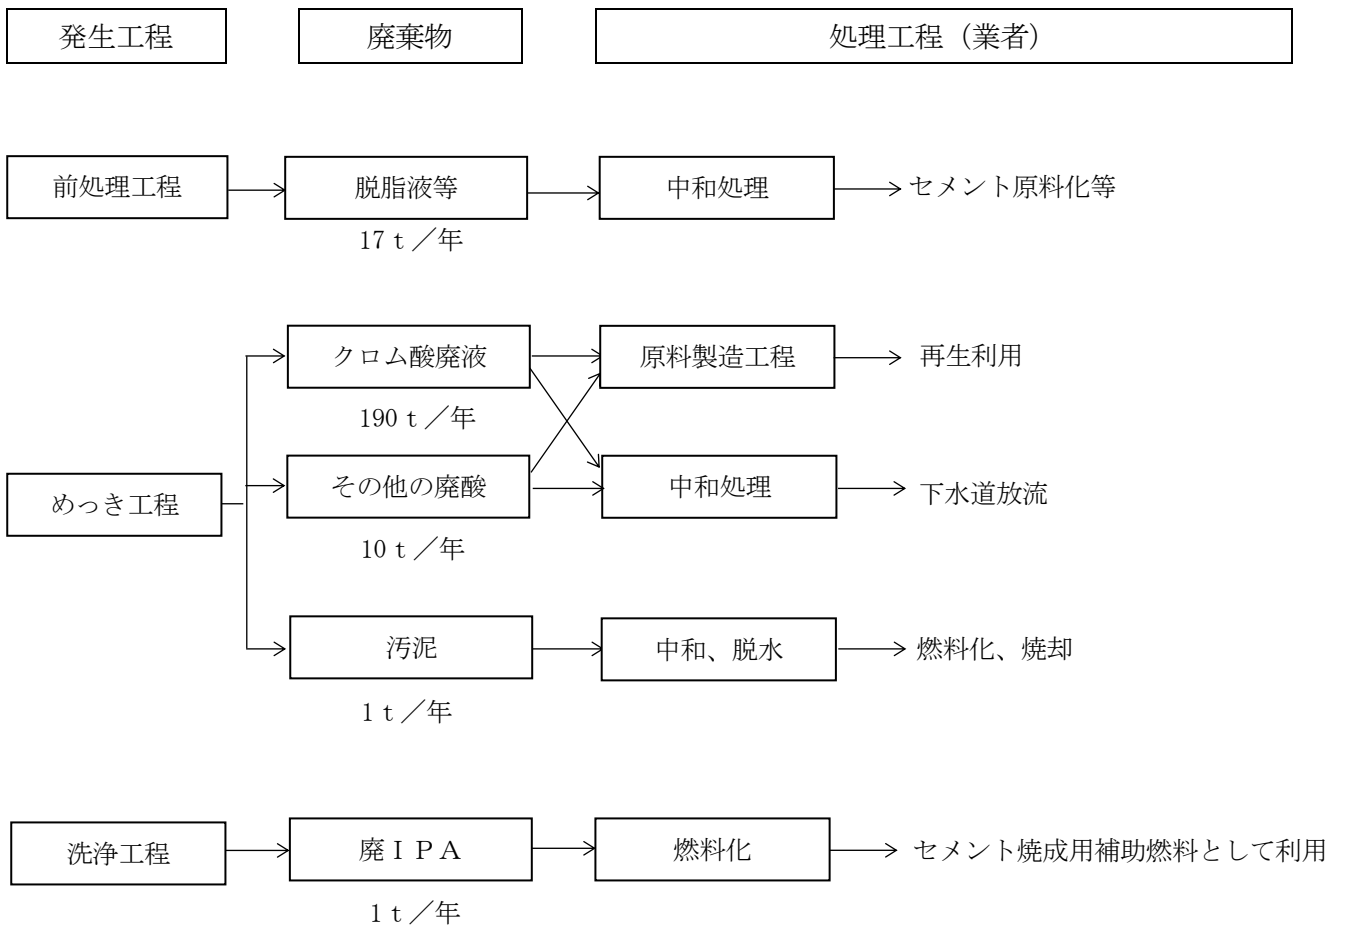 発生工程
廃棄物
処理工程（業者）
前処理工程
脱脂液等
中和処理
セメント原料化等
17ｔ／年
クロム酸廃液
原料製造工程
再生利用
190ｔ／年
めっき工程
その他の廃酸
中和処理
下水道放流
10ｔ／年
汚泥
中和、脱水
燃料化、焼却
1ｔ／年
洗浄工程
廃ＩＰＡ
燃料化
セメント焼成用補助燃料として利用
1ｔ／年